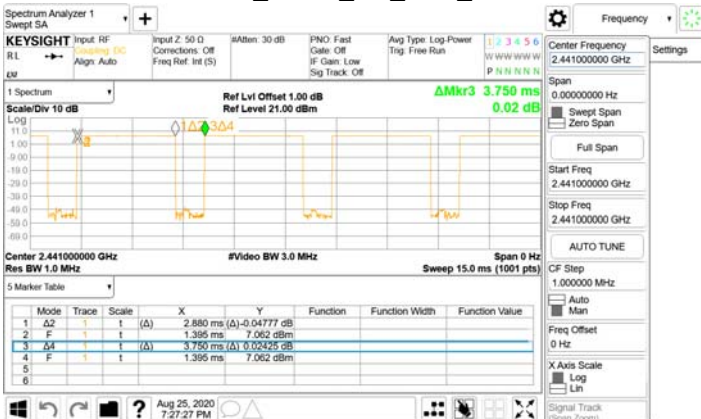 Spectrum Analyzer 1
Swept SA
Frequency
KEYSIGHT
Input: RF
Coupling: DC
Align: Auto
Input Z: 50 Ω
Corrections: Off
Freq Ref: Int (S)
#Atten: 30 dB
PNO: Fast
Gate: Off
IF Gain: Low
Sig Track: Off
Avg Type: Log-Power
Trig: Free Run
1 2 3 4 5 6
W W W W W W
P N N N N N
RL
1 Spectrum
Scale/Div 10 dB
Ref Lvl Offset 1.00 dB
Ref Level 21.00 dBm
ΔMkr3 3.750 ms
0.02 dB
Log
11.0
1.00
-9.00
-19.0
-29.0
-39.0
-49.0
-59.0
-69.0
1Δ2
3Δ4
Center 2.441000000 GHz
Res BW 1.0 MHz
#Video BW 3.0 MHz
Span 0 Hz
Sweep 15.0 ms (1001 pts)
5 Marker Table
Mode Trace Scale X Y Function Function Width Function Value
1 Δ2 1 t (Δ) 2.880 ms (Δ) -0.04777 dB
2 F 1 t 1.395 ms 7.062 dBm
3 Δ4 1 t (Δ) 3.750 ms (Δ) 0.02425 dB
4 F 1 t 1.395 ms 7.062 dBm
5
6
Aug 25, 2020
7:27:27 PM
Center Frequency
2.441000000 GHz
Settings
Span
0.00000000 Hz
Swept Span
Zero Span
Full Span
Start Freq
2.441000000 GHz
Stop Freq
2.441000000 GHz
AUTO TUNE
CF Step
1.000000 MHz
Auto
Man
Freq Offset
0 Hz
X Axis Scale
Log
Lin
Signal Track
(Span Zoom)